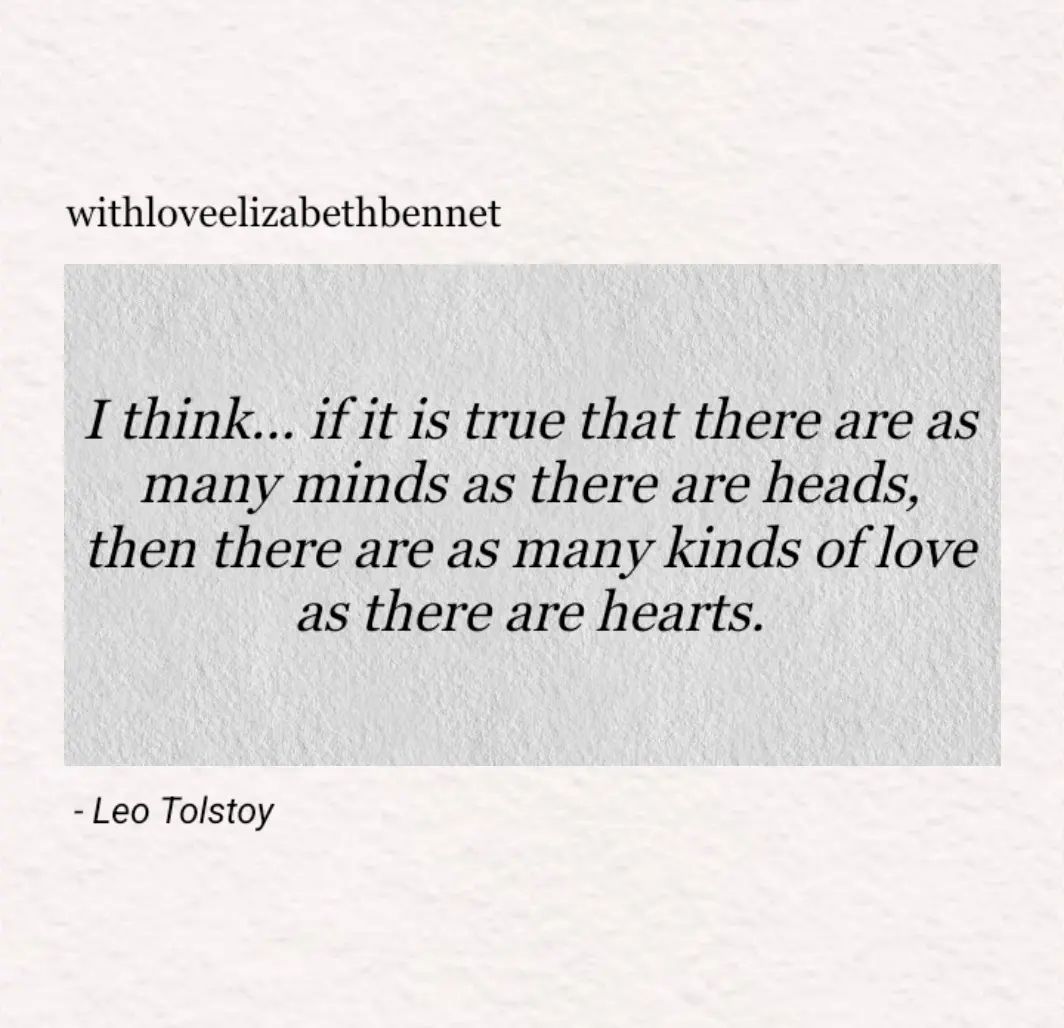 withloveelizabethbennet
I think... if it is true that there are as
many minds as there are heads,
then there are as many kinds of love
as there are hearts.
- Leo Tolstoy